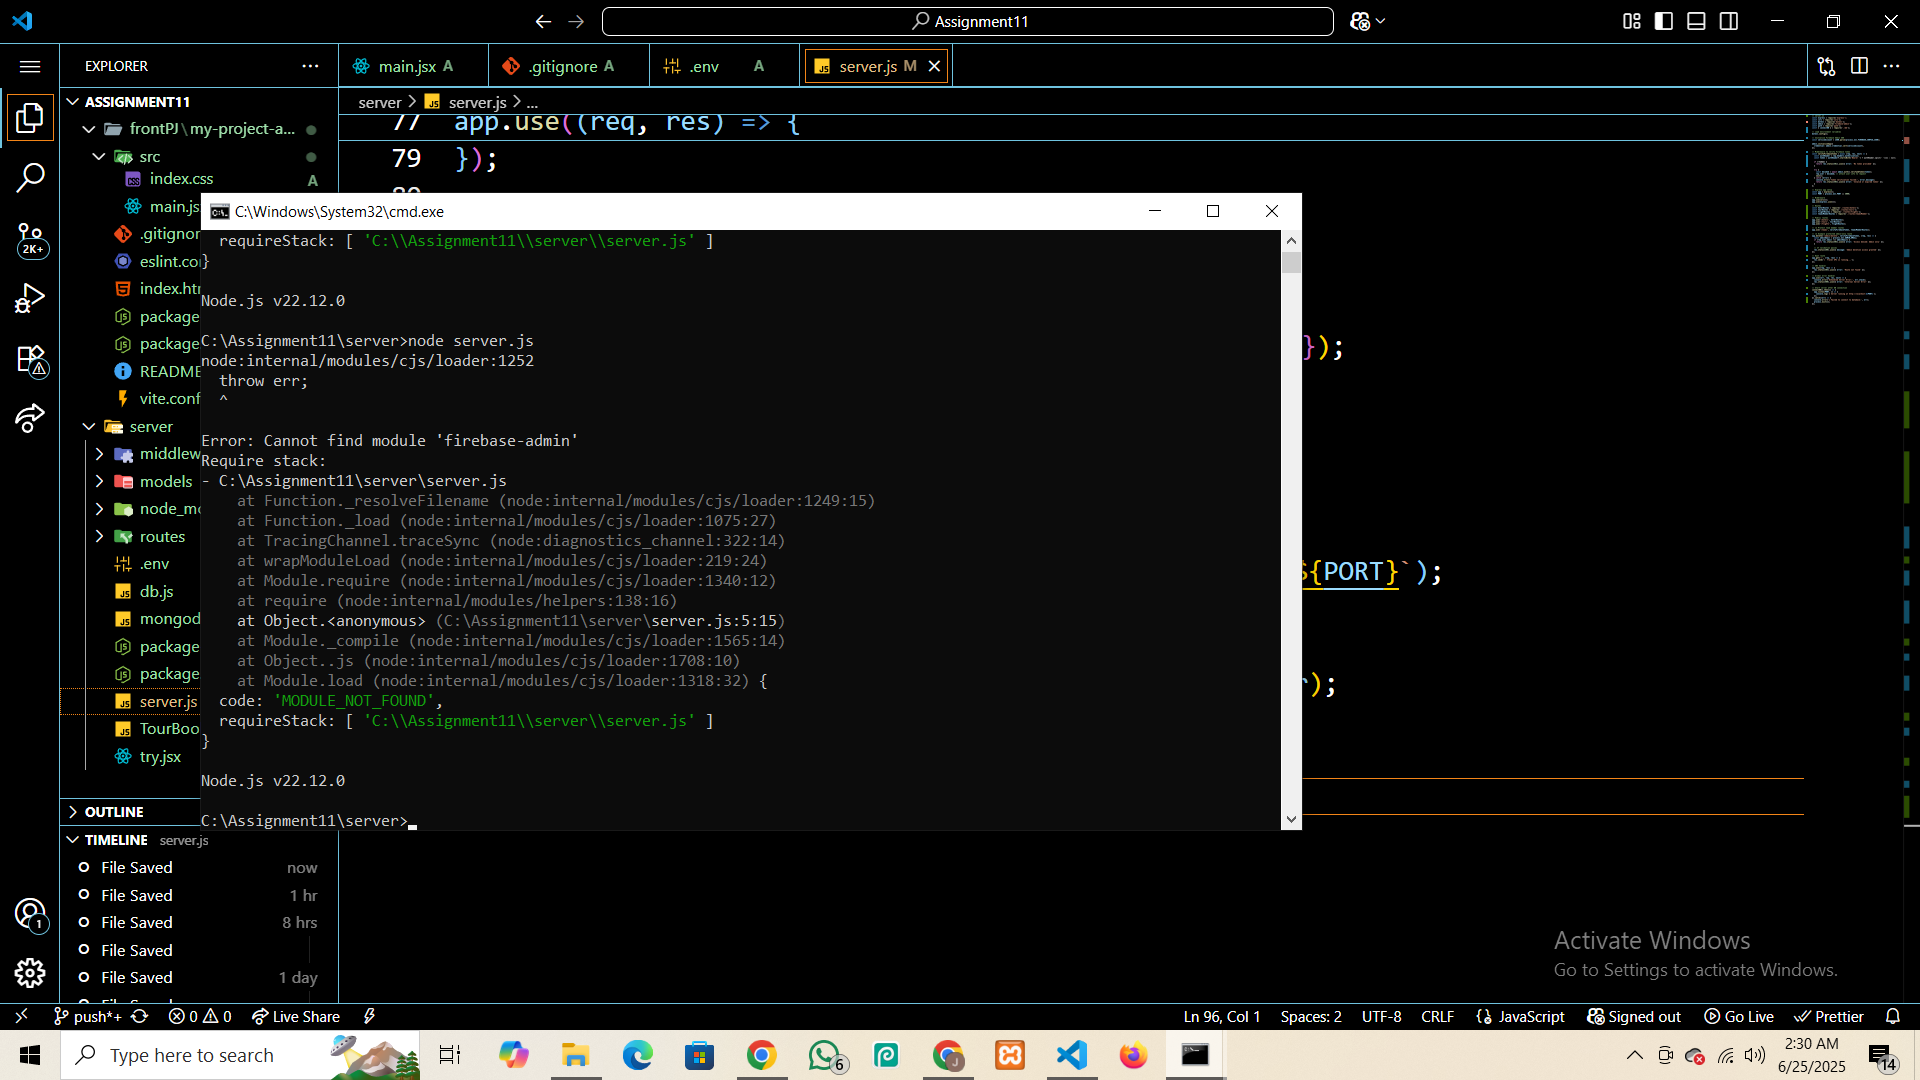 Assignment11
EXPLORER
main.jsx A
.gitignore A
.env A
server.js M
ASSIGNMENT11
server > server.js > ...
frontPJ\my-project-a...
77 app.use((req, res) => {
src
79 });
index.css A
main.js
C:\Windows\System32\cmd.exe
.gitignor
requireStack: [ 'C:\\Assignment11\\server\\server.js' ]
eslint.co
}
index.ht
Node.js v22.12.0
package
C:\Assignment11\server>node server.js
package
});
node:internal/modules/cjs/loader:1252
README
throw err;
vite.conf
^
server
Error: Cannot find module 'firebase-admin'
middlew
Require stack:
models
- C:\Assignment11\server\server.js
at Function._resolveFilename (node:internal/modules/cjs/loader:1249:15)
node_m
at Function._load (node:internal/modules/cjs/loader:1075:27)
routes
at TracingChannel.traceSync (node:diagnostics_channel:322:14)
.env
at wrapModuleLoad (node:internal/modules/cjs/loader:219:24)
${PORT}`);
at Module.require (node:internal/modules/cjs/loader:1340:12)
db.js
at require (node:internal/modules/helpers:138:16)
mongod
at Object.<anonymous> (C:\Assignment11\server\server.js:5:15)
package
at Module._compile (node:internal/modules/cjs/loader:1565:14)
at Object..js (node:internal/modules/cjs/loader:1708:10)
package
at Module.load (node:internal/modules/cjs/loader:1318:32) {
r);
server.js
code: 'MODULE_NOT_FOUND',
requireStack: [ 'C:\\Assignment11\\server\\server.js' ]
TourBoo
}
try.jsx
Node.js v22.12.0
OUTLINE
C:\Assignment11\server>
TIMELINE server.js
File Saved now
File Saved 1 hr
File Saved 8 hrs
File Saved
File Saved 1 day
2K+
1
Activate Windows
Go to Settings to activate Windows.
push*+ 0 0 Live Share
Ln 96, Col 1 Spaces: 2 UTF-8 CRLF {} JavaScript Signed out Go Live Prettier
Type here to search
6
2:30 AM
6/25/2025
14